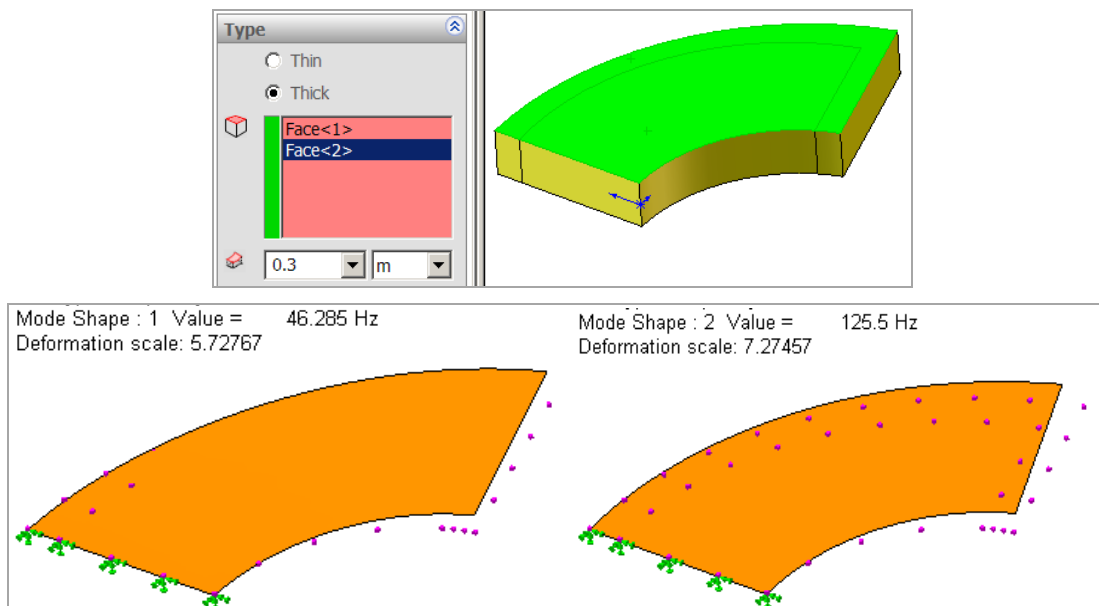 Type
Thin
Thick
Face<1>
Face<2>
0.3 m
Mode Shape : 1 Value = 46.285 Hz
Deformation scale: 5.72767
Mode Shape : 2 Value = 125.5 Hz
Deformation scale: 7.27457